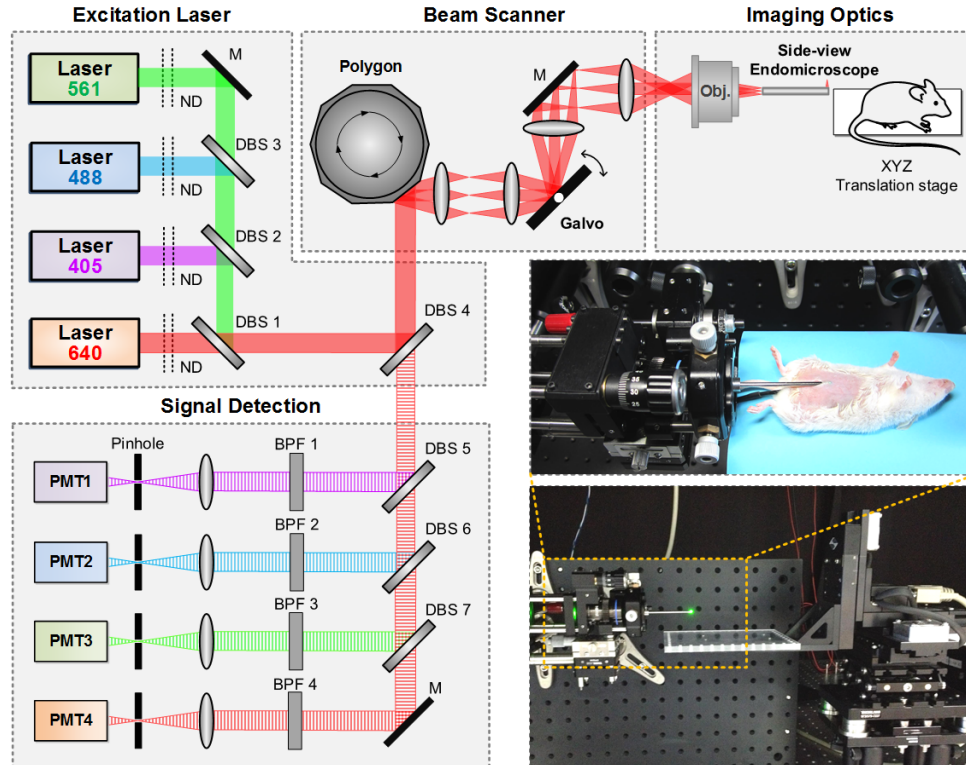 Excitation Laser
Beam Scanner
Imaging Optics
Laser
561
ND
M
Laser
488
ND
DBS 3
Laser
405
ND
DBS 2
Laser
640
ND
DBS 1
DBS 4
Polygon
M
Galvo
Obj.
Side-view
Endomicroscope
XYZ
Translation stage
Signal Detection
Pinhole
PMT1
BPF 1
DBS 5
PMT2
BPF 2
DBS 6
PMT3
BPF 3
DBS 7
PMT4
BPF 4
M